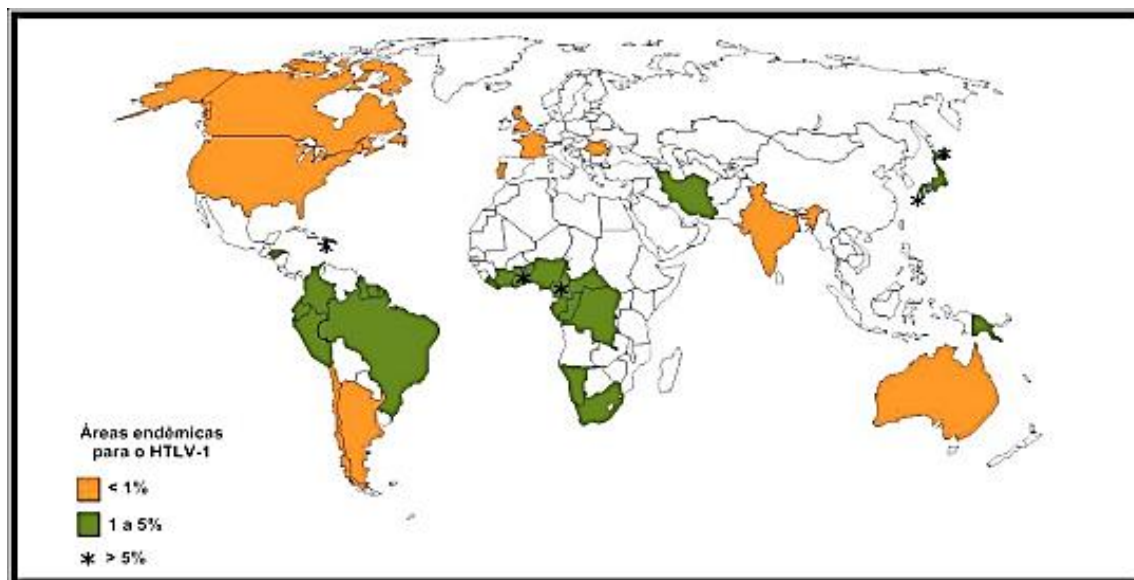 Áreas endêmicas
para o HTLV-1
< 1%
1 a 5%
* > 5%